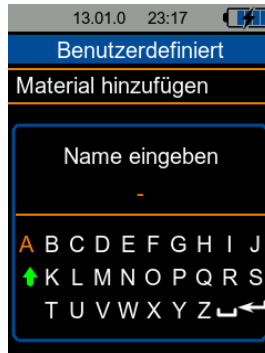 13.01.0 23:17
Benutzerdefiniert
Material hinzufügen
Name eingeben
-
A B C D E F G H I J
K L M N O P Q R S
T U V W X Y Z